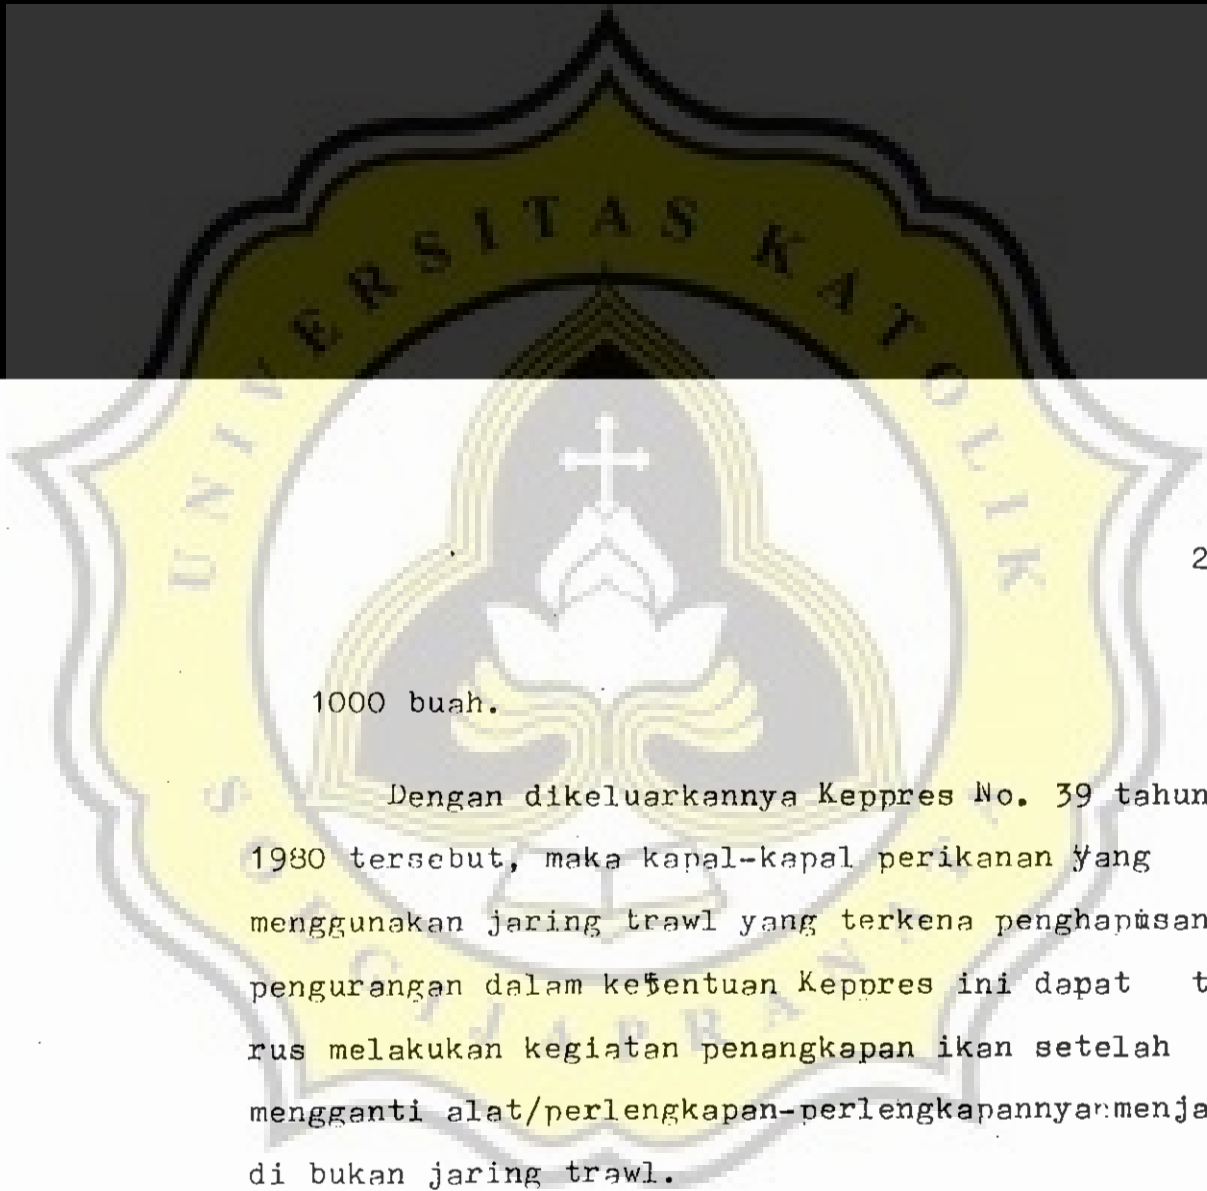 UNIVERSITAS KATOLIK
SOEGIJAPRANATA
2
1000 buah.
Dengan dikeluarkannya Keppres No. 39 tahun
1980 tersebut, maka kapal-kapal perikanan yang
menggunakan jaring trawl yang terkena penghapusan
pengurangan dalam ketentuan Keppres ini dapat t
rus melakukan kegiatan penangkapan ikan setelah
mengganti alat/perlengkapan-perlengkapannya menja
di bukan jaring trawl.